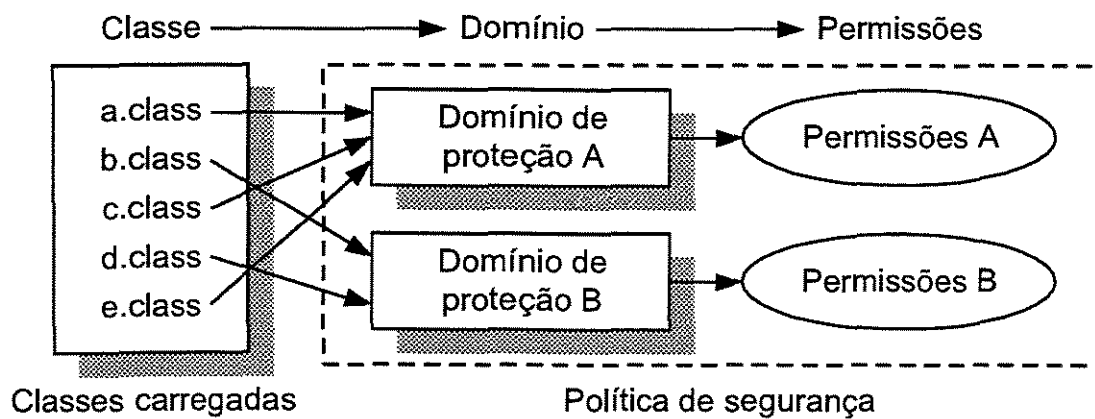 Classe Domínio Permissões
a.class
b.class
c.class
d.class
e.class
Domínio de
proteção A
Permissões A
Domínio de
proteção B
Permissões B
Classes carregadas
Política de segurança